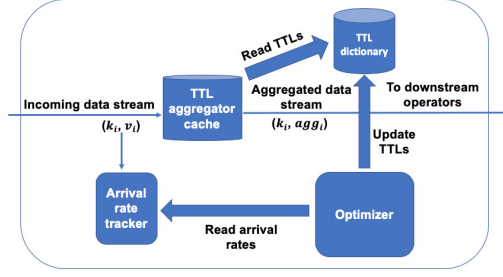 Read TTLs
TTL
dictionary
Incoming data stream
(k_i, v_i)
TTL
aggregator
cache
Aggregated data
stream
(k_i, agg_i)
To downstream
operators
Update
TTLs
Arrival
rate
tracker
Read arrival
rates
Optimizer